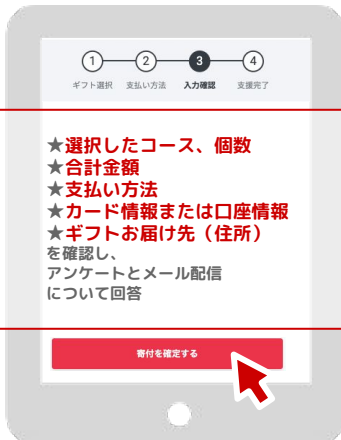 1 2 3 4
ギフト選択 支払い方法 入力確認 支援完了
★選択したコース、個数
★合計金額
★支払い方法
★カード情報または口座情報
★ギフトお届け先（住所）
を確認し、
アンケートとメール配信
について回答
寄付を確定する